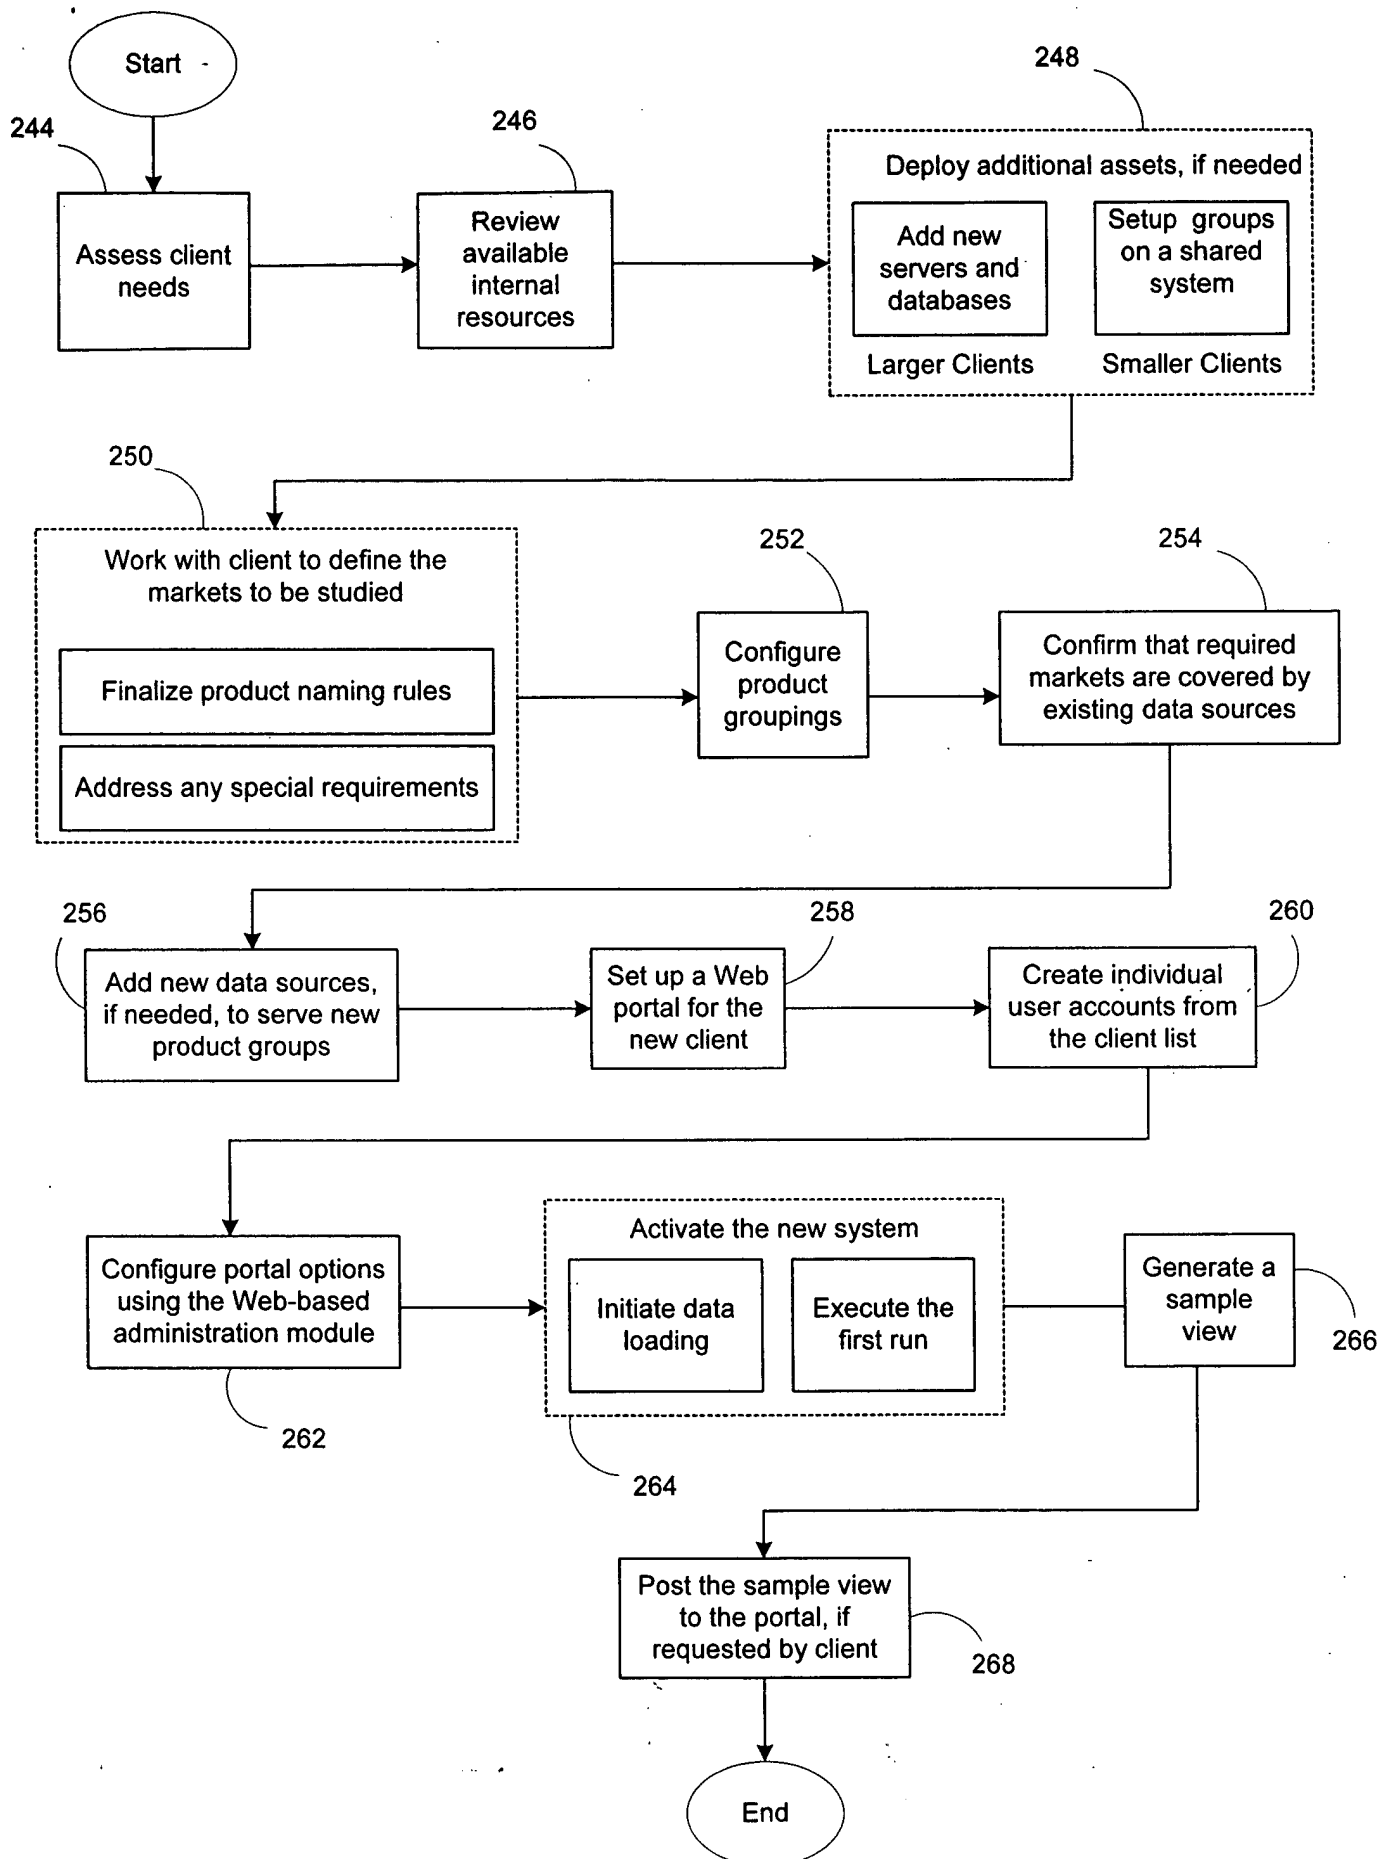 Start
244
Assess client
needs
246
Review
available
internal
resources
248
Deploy additional assets, if needed
Add new
servers and
databases
Larger Clients
Setup groups
on a shared
system
Smaller Clients
250
Work with client to define the
markets to be studied
Finalize product naming rules
Address any special requirements
252
Configure
product
groupings
254
Confirm that required
markets are covered by
existing data sources
256
Add new data sources,
if needed, to serve new
product groups
258
Set up a Web
portal for the
new client
260
Create individual
user accounts from
the client list
Configure portal options
using the Web-based
administration module
262
Activate the new system
Initiate data
loading
Execute the
first run
264
Generate a
sample
view
266
Post the sample view
to the portal, if
requested by client
268
End